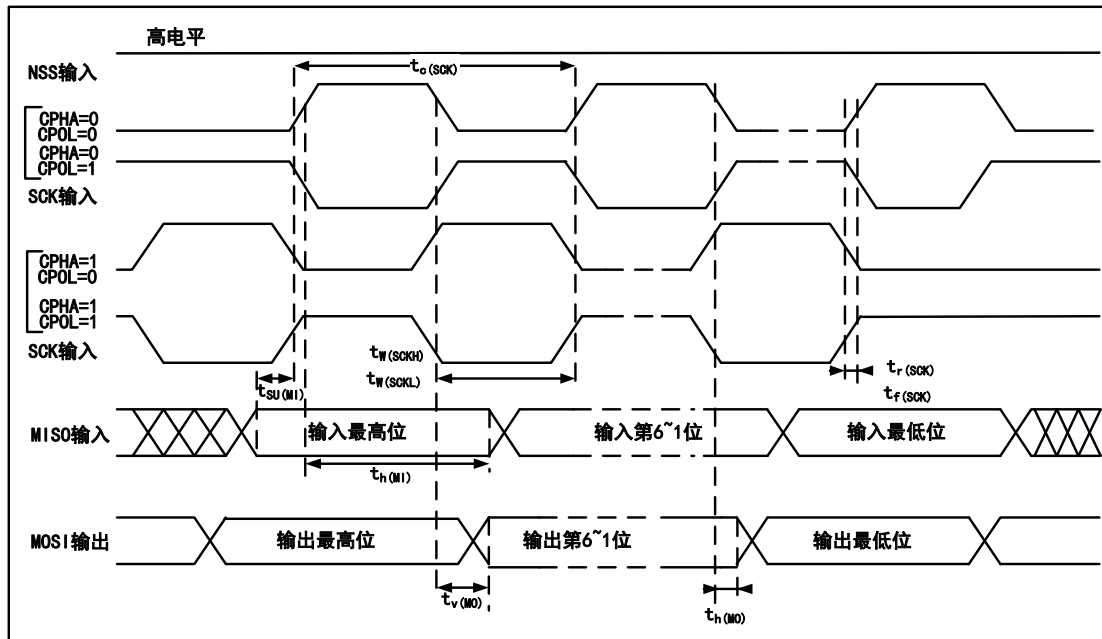 高电平
NSS输入
t_c(SCK)
CPHA=0
CPOL=0
CPHA=0
CPOL=1
SCK输入
CPHA=1
CPOL=0
CPHA=1
CPOL=1
SCK输入
t_W(SCKH)
t_W(SCKL)
t_r(SCK)
t_f(SCK)
t_SU(MI)
MISO输入
输入最高位
输入第6~1位
输入最低位
t_h(MI)
MOSI输出
输出最高位
输出第6~1位
输出最低位
t_v(MO)
t_h(MO)